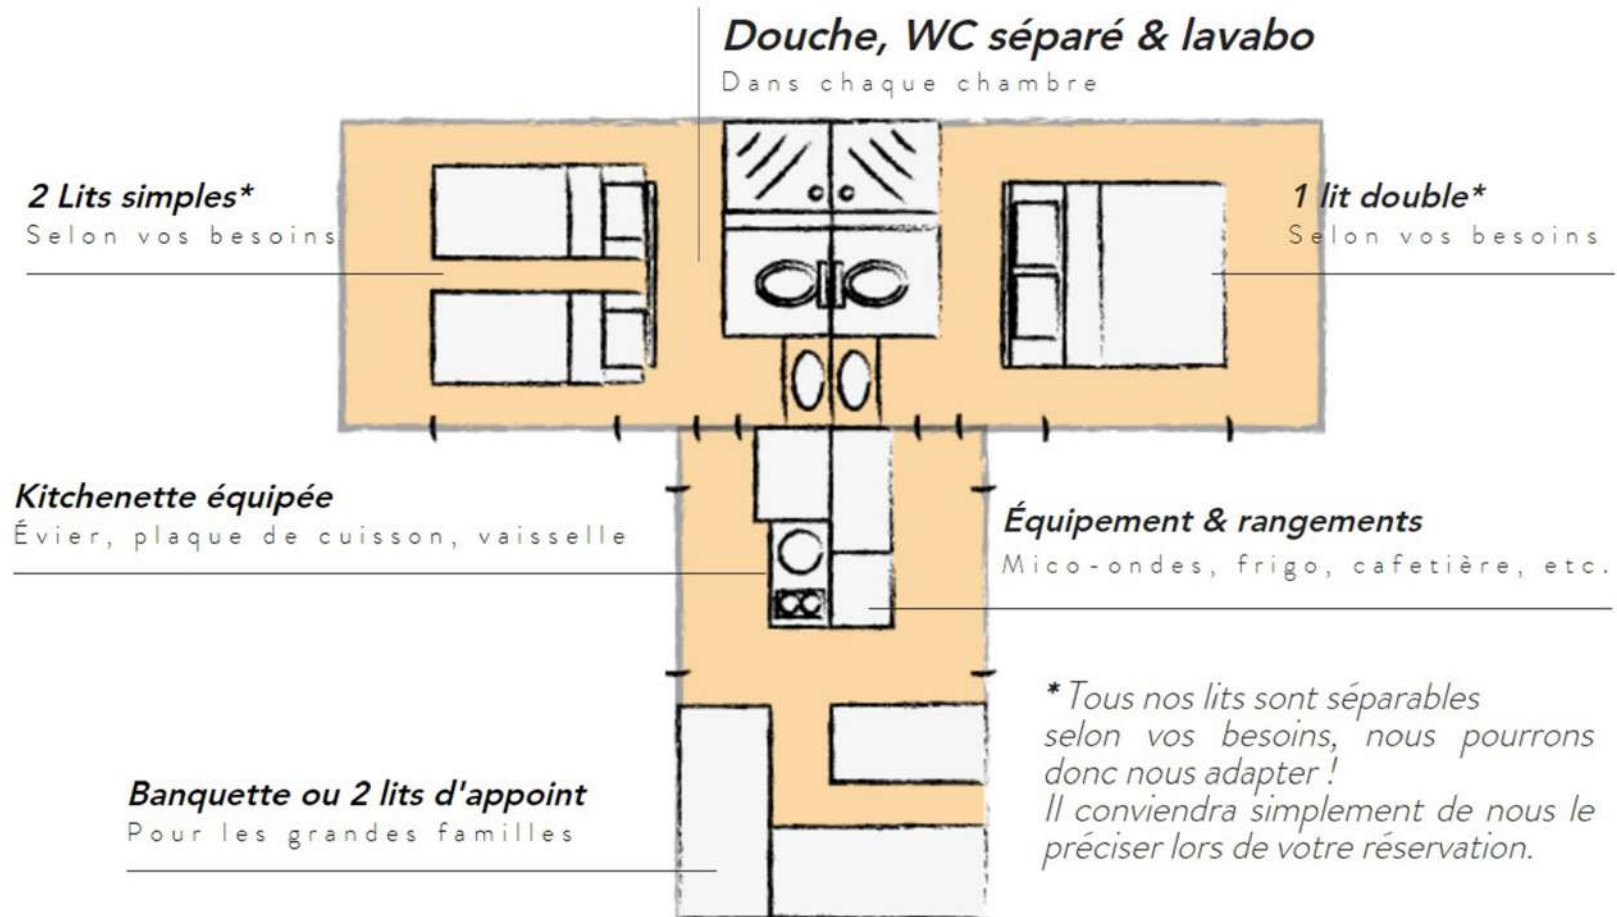 Douche, WC séparé & lavabo
Dans chaque chambre
2 Lits simples*
Selon vos besoins
1 lit double*
Selon vos besoins
Kitchenette équipée
Évier, plaque de cuisson, vaisselle
Équipement & rangements
Mico-ondes, frigo, cafetière, etc.
* Tous nos lits sont séparables
selon vos besoins, nous pourrons
donc nous adapter !
Il conviendra simplement de nous le
préciser lors de votre réservation.
Banquette ou 2 lits d'appoint
Pour les grandes familles